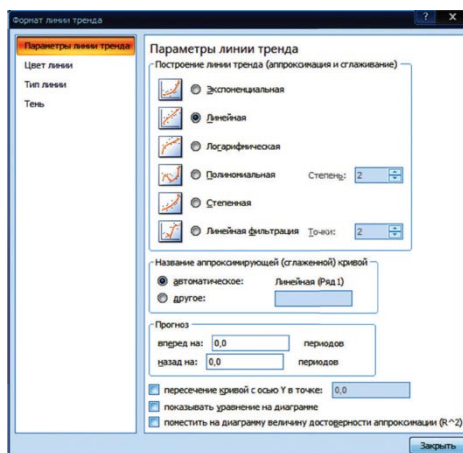 Формат линии тренда
? X
Параметры линии тренда
Цвет линии
Тип линии
Тень
Параметры линии тренда
Построение линии тренда (аппроксимация и сглаживание)
Экспоненциальная
Линейная
Логарифмическая
Полиномиальная Степень: 2
Степенная
Линейная фильтрация Точки: 2
Название аппроксимирующей (сглаженной) кривой
автоматическое: Линейная (Ряд1)
другое:
Прогноз
вперед на: 0,0 периодов
назад на: 0,0 периодов
пересечение кривой с осью Y в точке: 0,0
показывать уравнение на диаграмме
поместить на диаграмму величину достоверности аппроксимации (R^2)
Закрыть